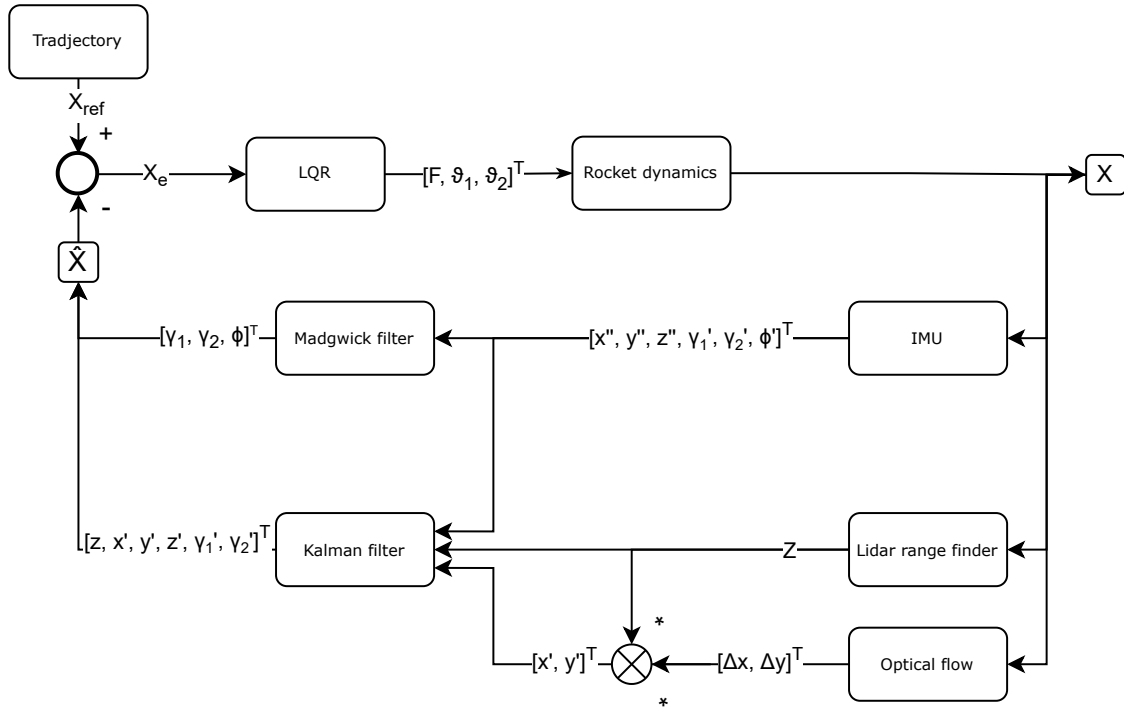 Tradjectory
X_ref
+
X_e
LQR
[F, ϑ_1, ϑ_2]^T
Rocket dynamics
X
-
X̂
[γ_1, γ_2, ϕ]^T
Madgwick filter
[x'', y'', z'', γ_1', γ_2', ϕ']^T
IMU
[z, x', y', z', γ_1', γ_2']^T
Kalman filter
Z
Lidar range finder
*
[x', y']^T
[Δx, Δy]^T
Optical flow
*